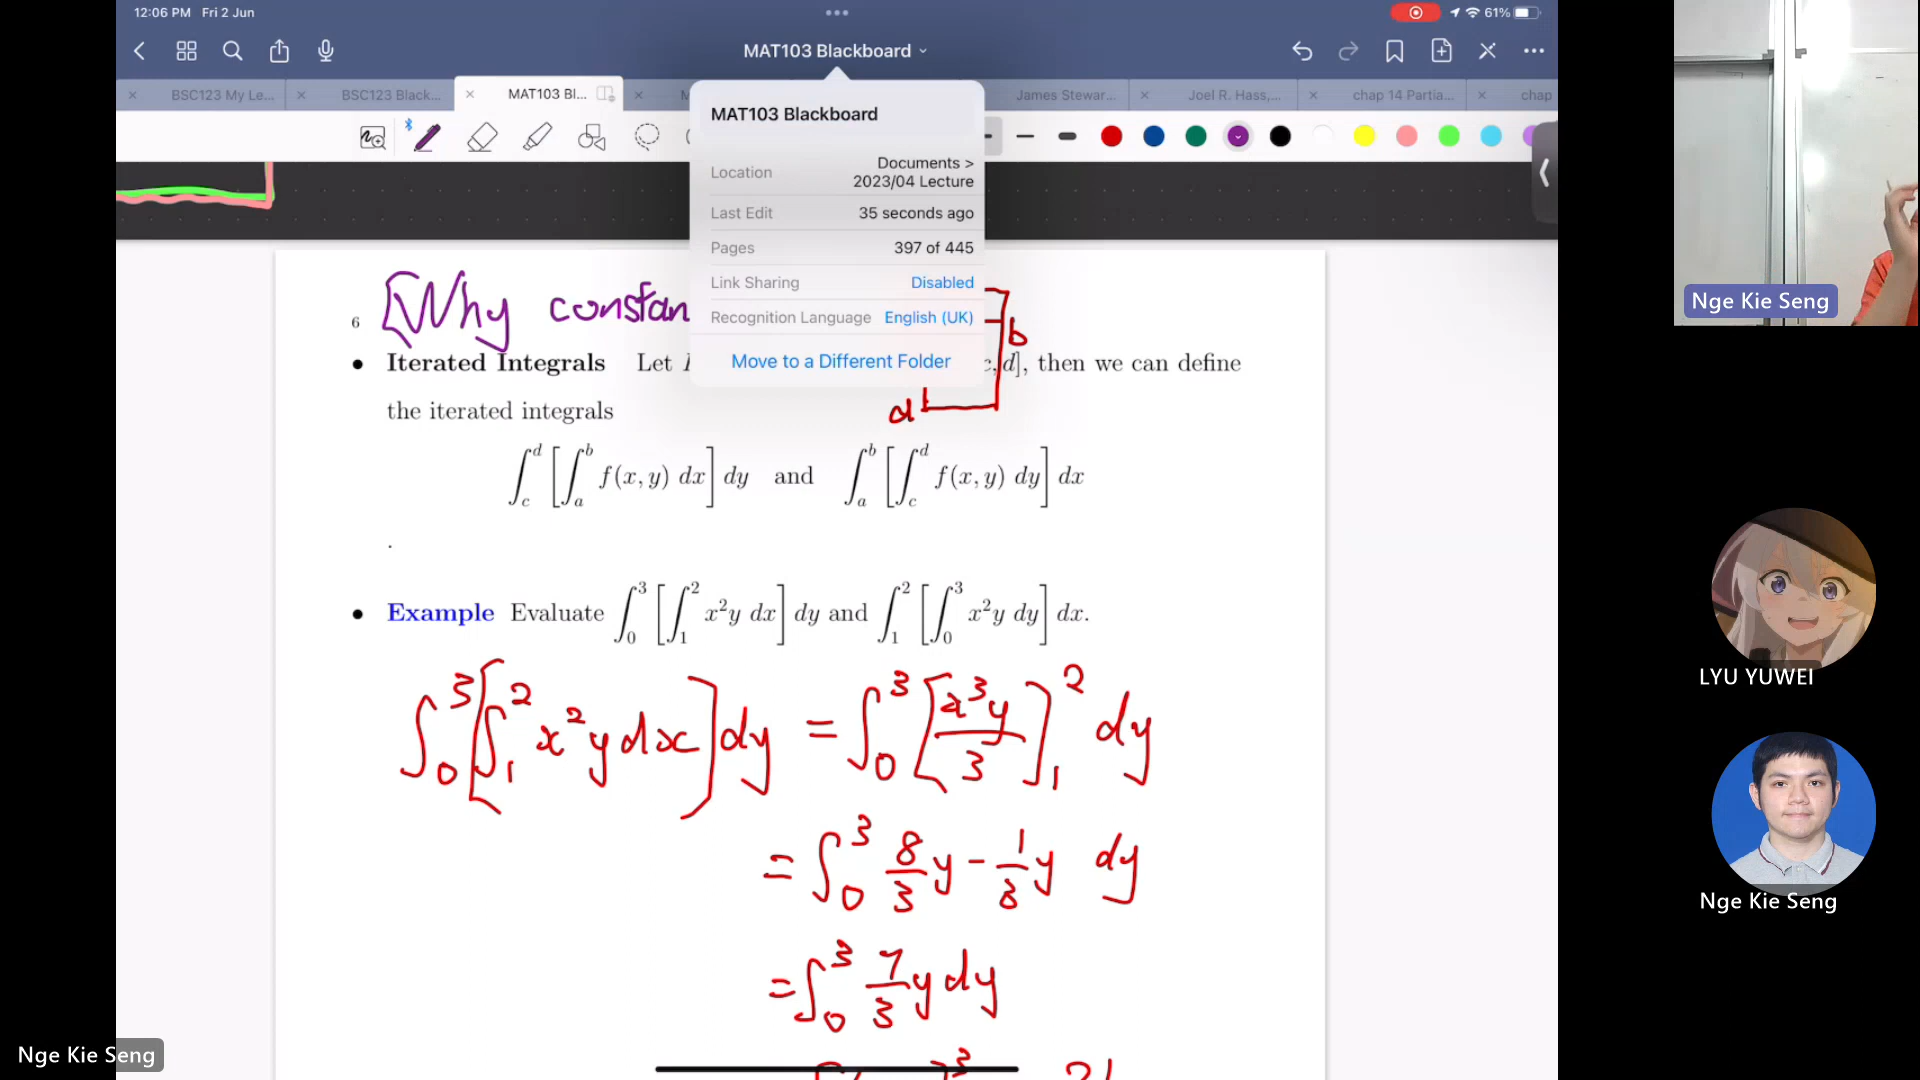 12:06 PM Fri 2 Jun
61%
MAT103 Blackboard
BSC123 My Le...
BSC123 Black...
MAT103 Bl...
James Stewar...
Joel R. Hass,...
chap 14 Partia...
chap
MAT103 Blackboard
Location
Documents >
2023/04 Lecture
Last Edit
35 seconds ago
Pages
397 of 445
Link Sharing
Disabled
Recognition Language
English (UK)
Move to a Different Folder
6
[Why constan
b
d
• Iterated Integrals Let
c, d], then we can define
the iterated integrals
∫_c^d [∫_a^b f(x, y) dx] dy and ∫_a^b [∫_c^d f(x, y) dy] dx
.
• Example Evaluate ∫_0^3 [∫_1^2 x²y dx] dy and ∫_1^2 [∫_0^3 x²y dy] dx.
∫_0^3 [∫_1^2 x²y dx] dy = ∫_0^3 [x³y/3]_1^2 dy
= ∫_0^3 8/3 y - 1/3 y dy
= ∫_0^3 7/3 y dy
Nge Kie Seng
LYU YUWEI
Nge Kie Seng
Nge Kie Seng